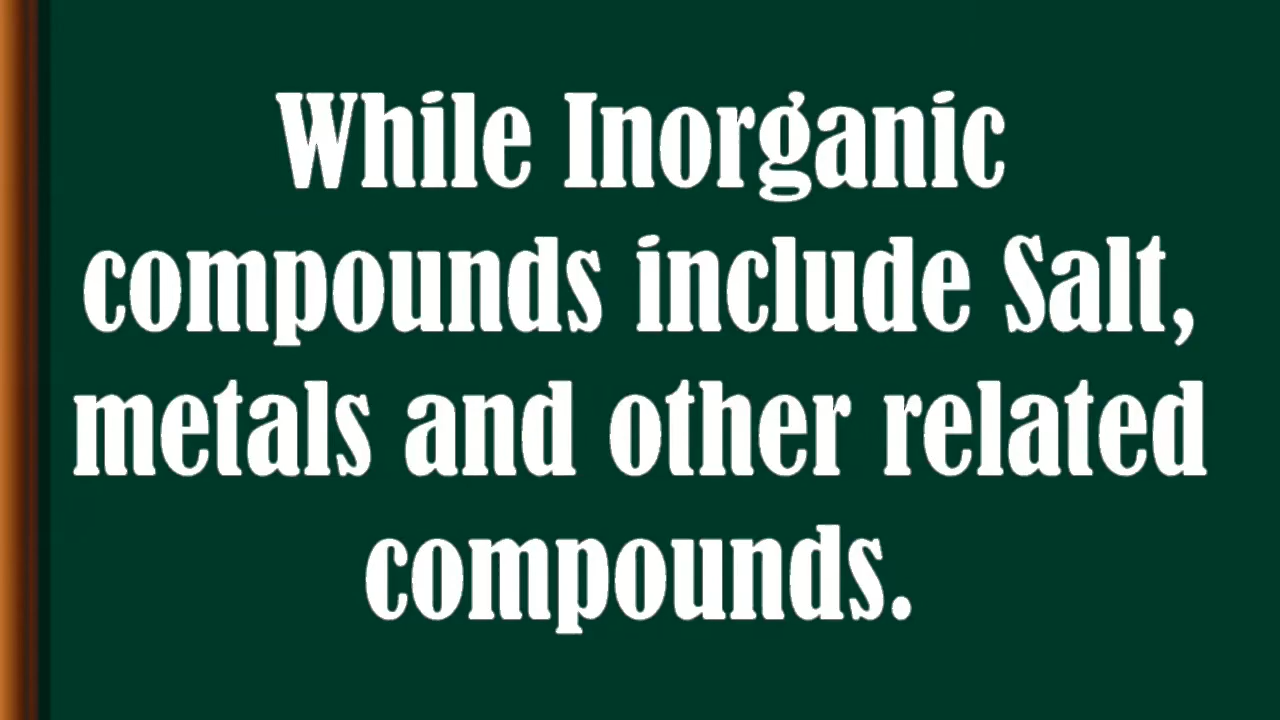 While Inorganic
compounds include Salt,
metals and other related
compounds.